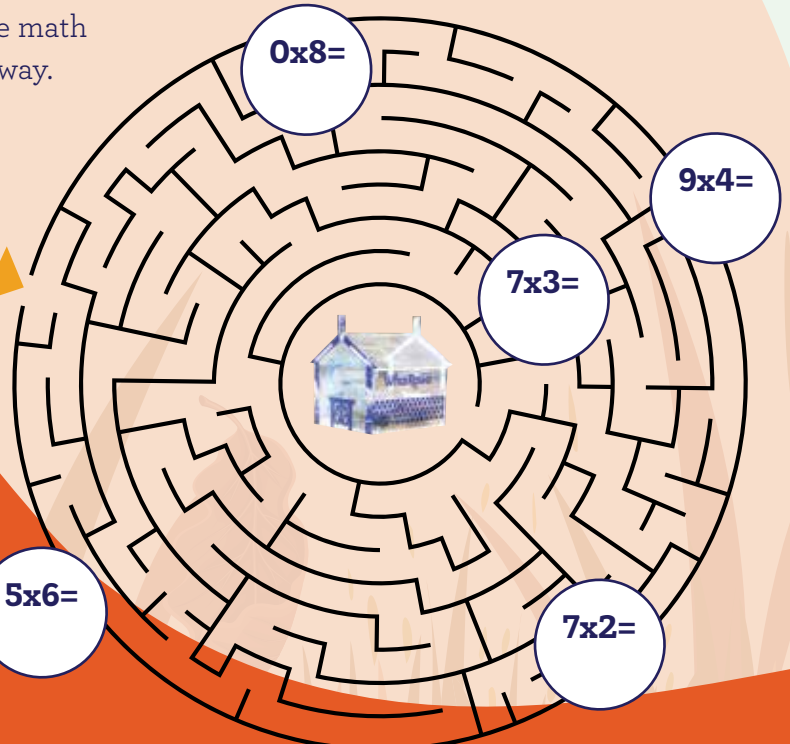 e math
way.
0x8=
9x4=
7x3=
5x6=
7x2=